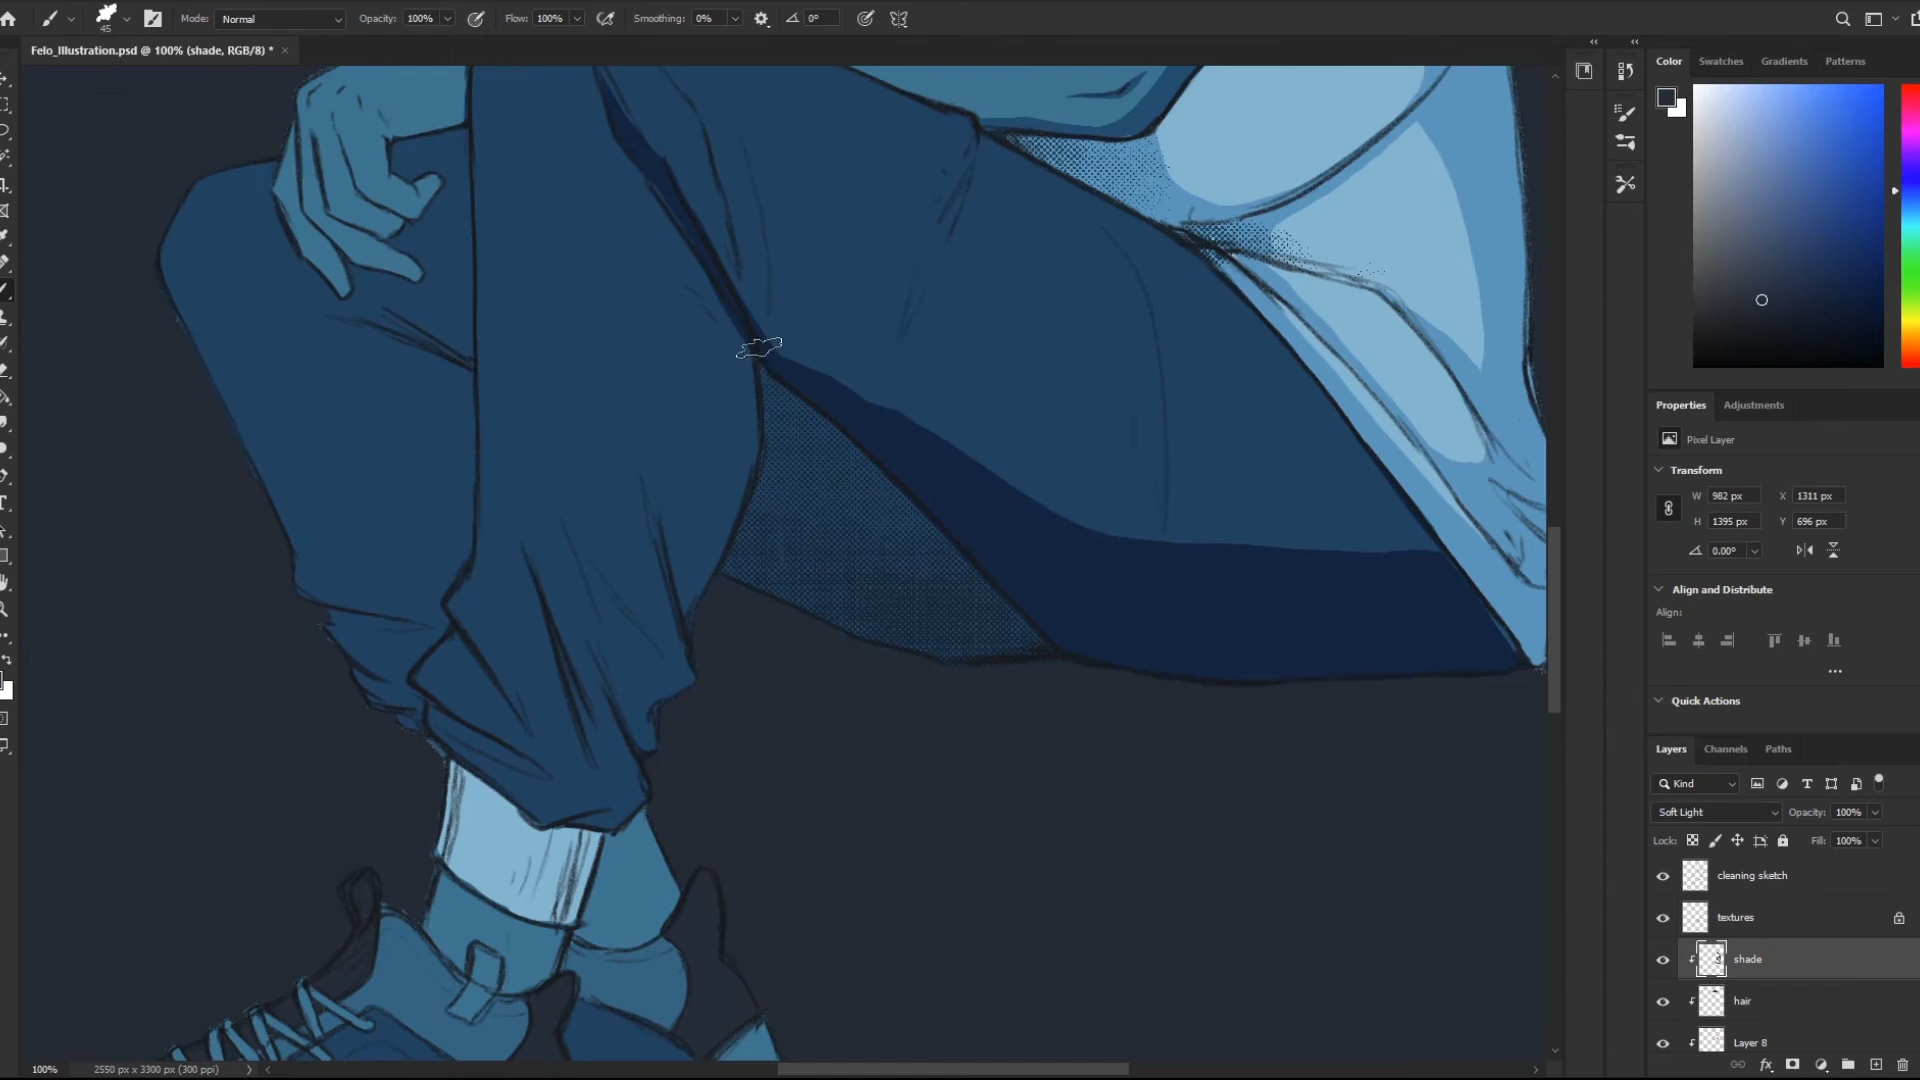 Mode: Normal Opacity: 100% Flow: 100% Smoothing: 0% 0°
45
Felo_Illustration.psd @ 100% (shade, RGB/8) *
Color Swatches Gradients Patterns
Properties Adjustments
Pixel Layer
Transform
W 982 px X 1311 px
H 1395 px Y 696 px
0.00°
Align and Distribute
Align:
Quick Actions
Layers Channels Paths
Kind
Soft Light Opacity: 100%
Lock: Fill: 100%
cleaning sketch
textures
shade
hair
Layer 8
100% 2550 px x 3300 px (300 ppi)